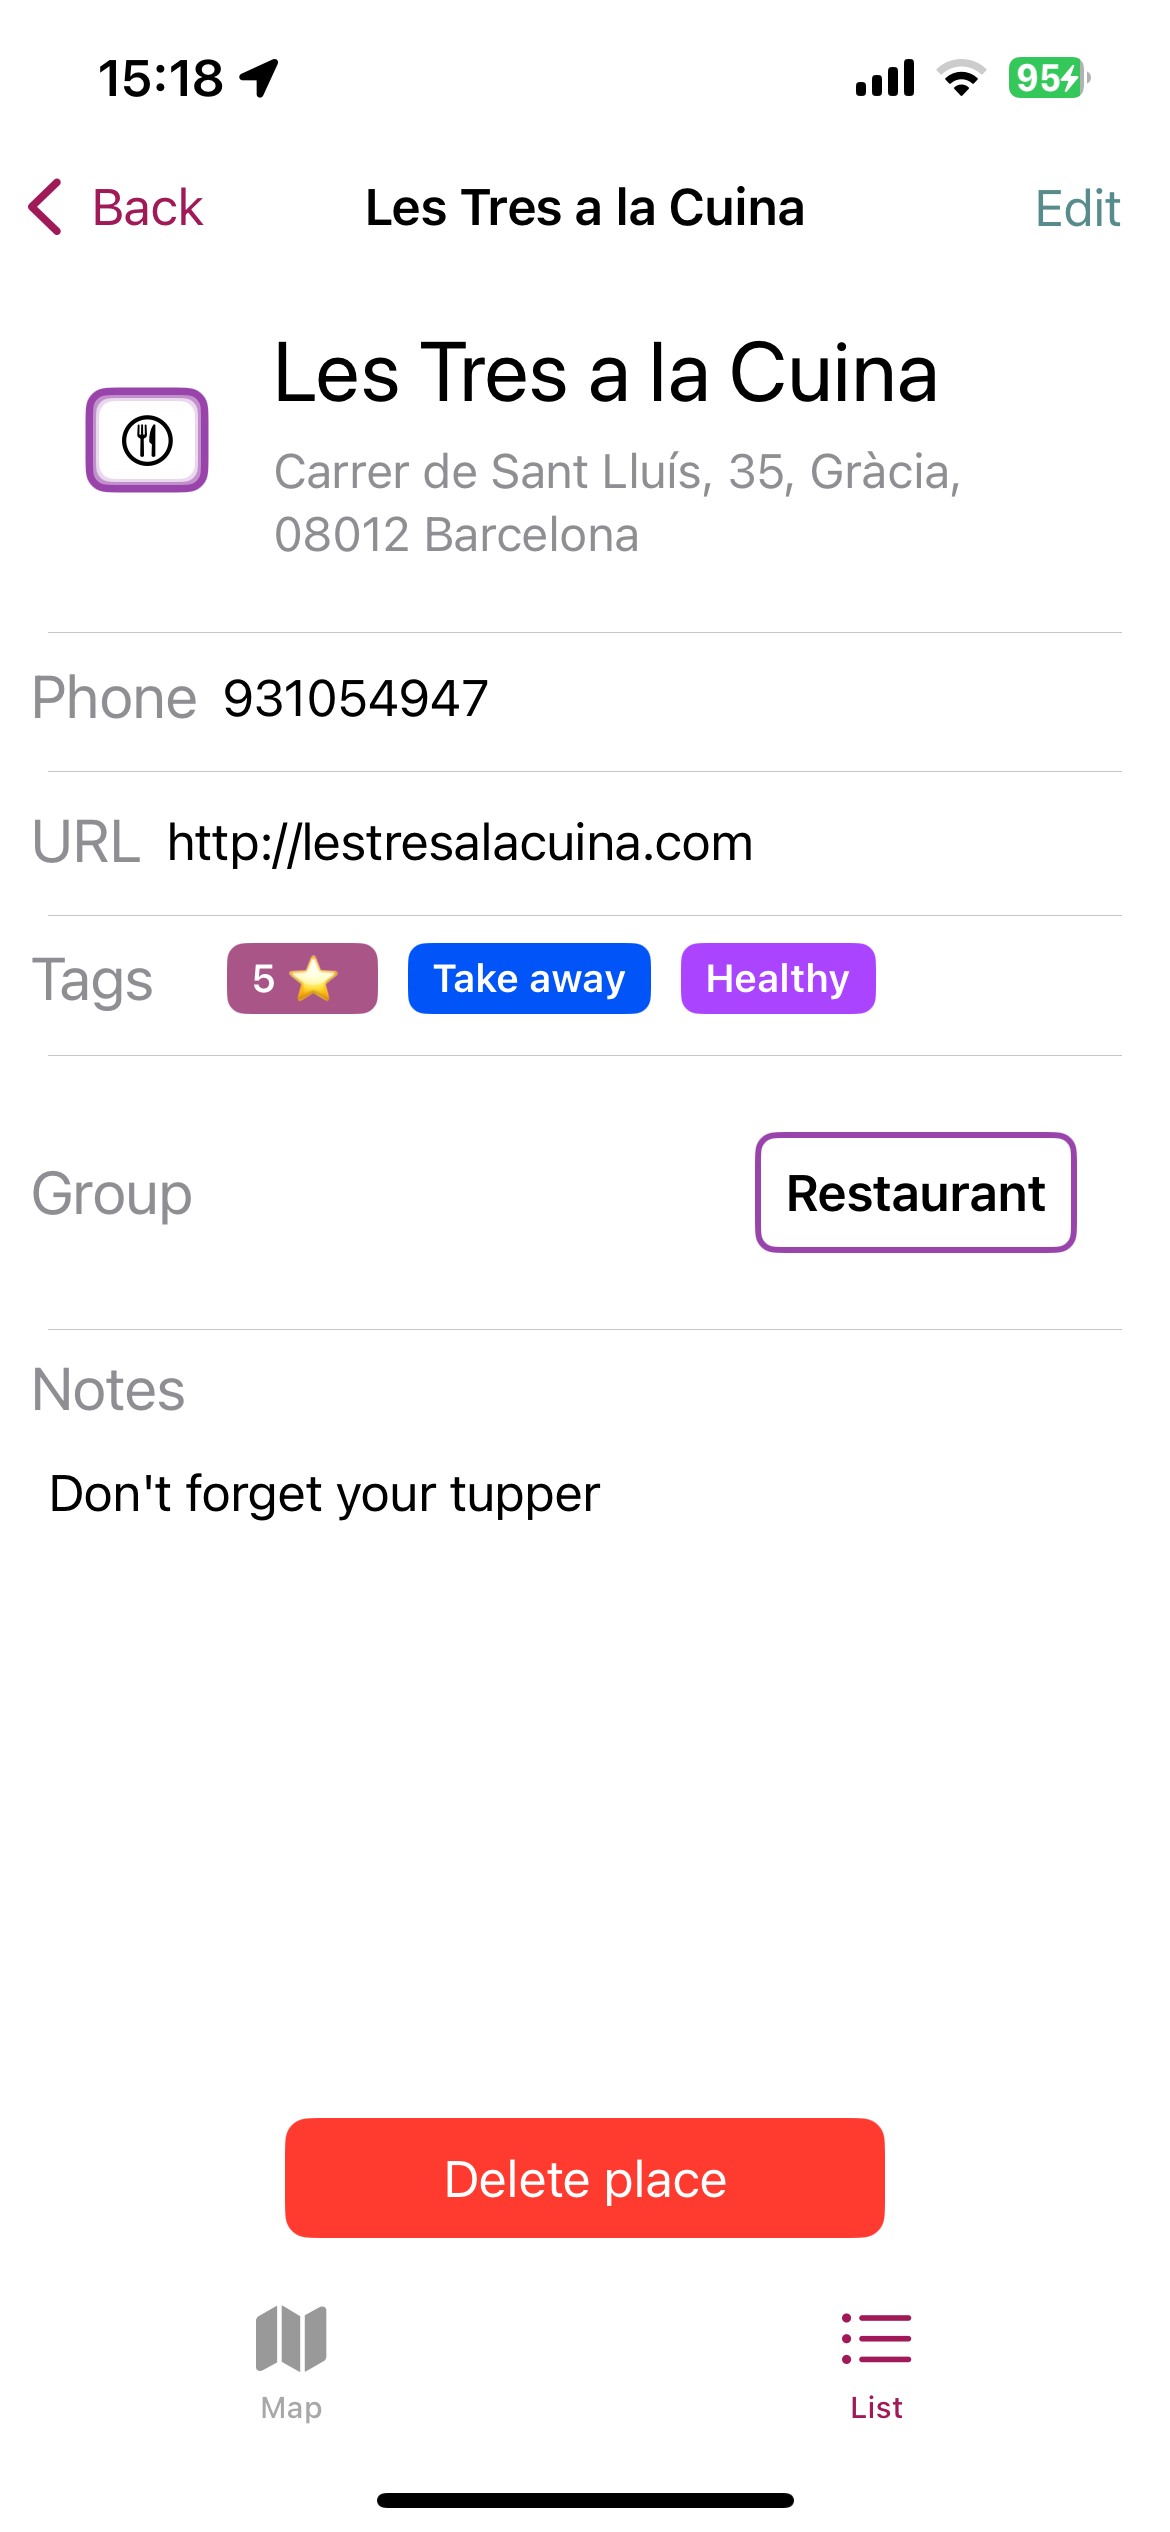 15:18
95
Back
Les Tres a la Cuina
Edit
Les Tres a la Cuina
Carrer de Sant Lluís, 35, Gràcia,
08012 Barcelona
Phone 931054947
URL http://lestresalacuina.com
Tags 5 ⭐ Take away Healthy
Group Restaurant
Notes
Don't forget your tupper
Delete place
Map
List